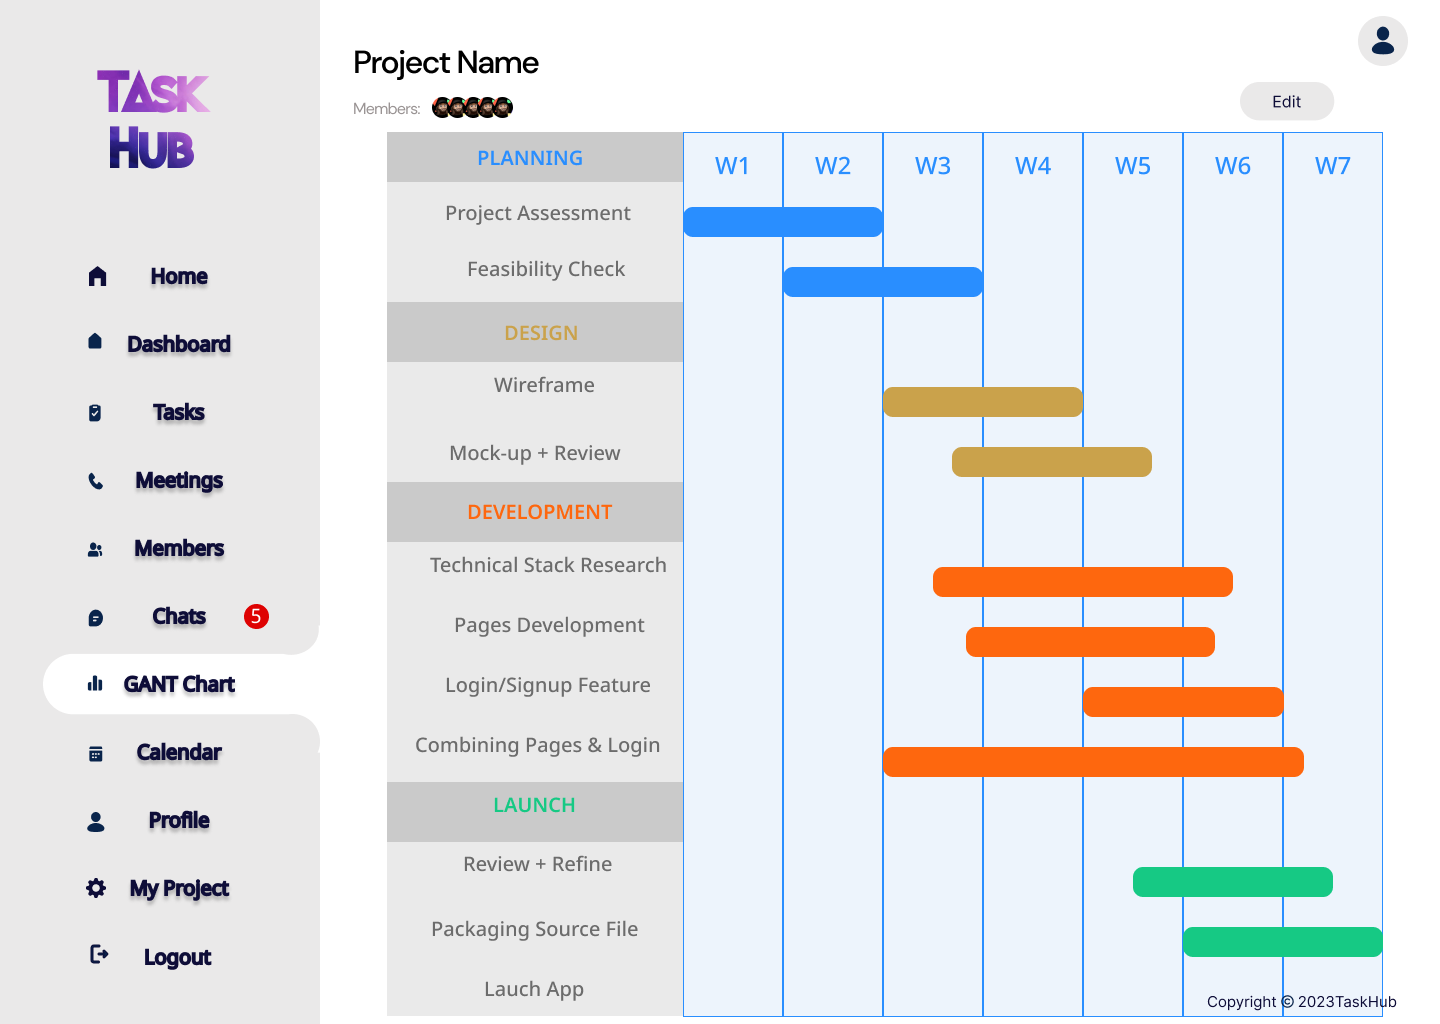 TASK
HUB
Home
Dashboard
Tasks
Meetings
Members
Chats 5
GANT Chart
Calendar
Profile
My Project
Logout
Project Name
Members:
Edit
PLANNING W1 W2 W3 W4 W5 W6 W7
Project Assessment
Feasibility Check
DESIGN
Wireframe
Mock-up + Review
DEVELOPMENT
Technical Stack Research
Pages Development
Login/Signup Feature
Combining Pages & Login
LAUNCH
Review + Refine
Packaging Source File
Lauch App
Copyright © 2023TaskHub